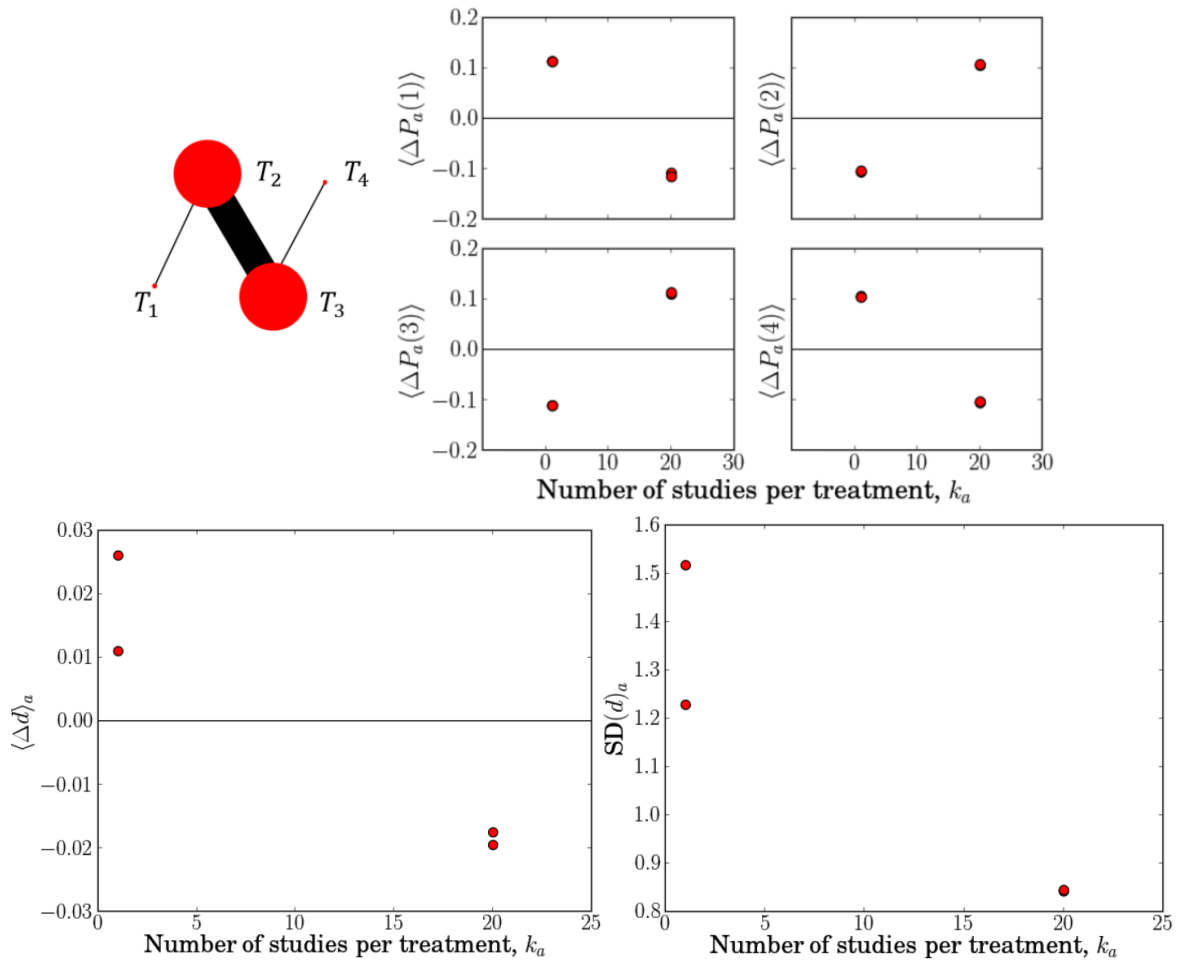 T₂
T₄
T₁
T₃
⟨ΔPₐ(1)⟩
0.2
0.1
0.0
−0.1
−0.2
⟨ΔPₐ(2)⟩
⟨ΔPₐ(3)⟩
0.2
0.1
0.0
−0.1
−0.2
0 10 20 30
⟨ΔPₐ(4)⟩
0 10 20 30
Number of studies per treatment, kₐ
⟨Δd⟩ₐ
0.03
0.02
0.01
0.00
−0.01
−0.02
−0.03
0 5 10 15 20 25
Number of studies per treatment, kₐ
SD(d)ₐ
1.6
1.5
1.4
1.3
1.2
1.1
1.0
0.9
0.8
0 5 10 15 20 25
Number of studies per treatment, kₐ